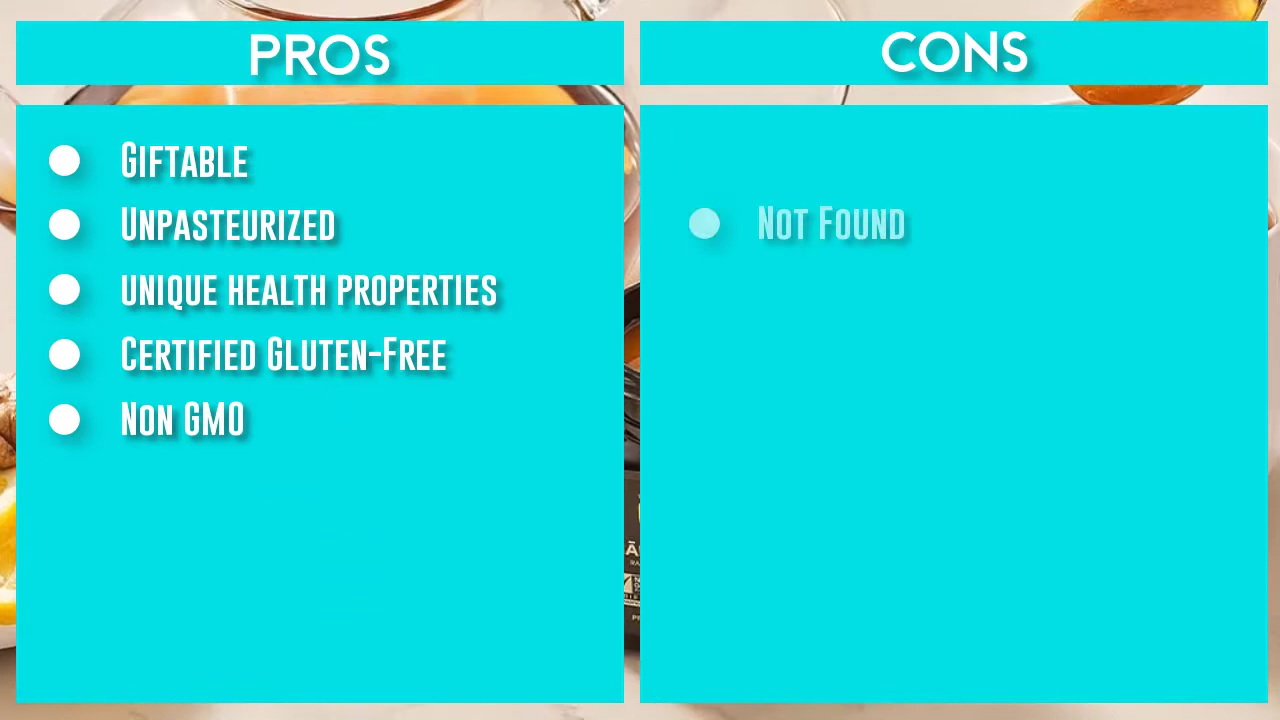 PROS
Giftable
Unpasteurized
unique health properties
Certified Gluten-Free
Non GMO
CONS
Not Found